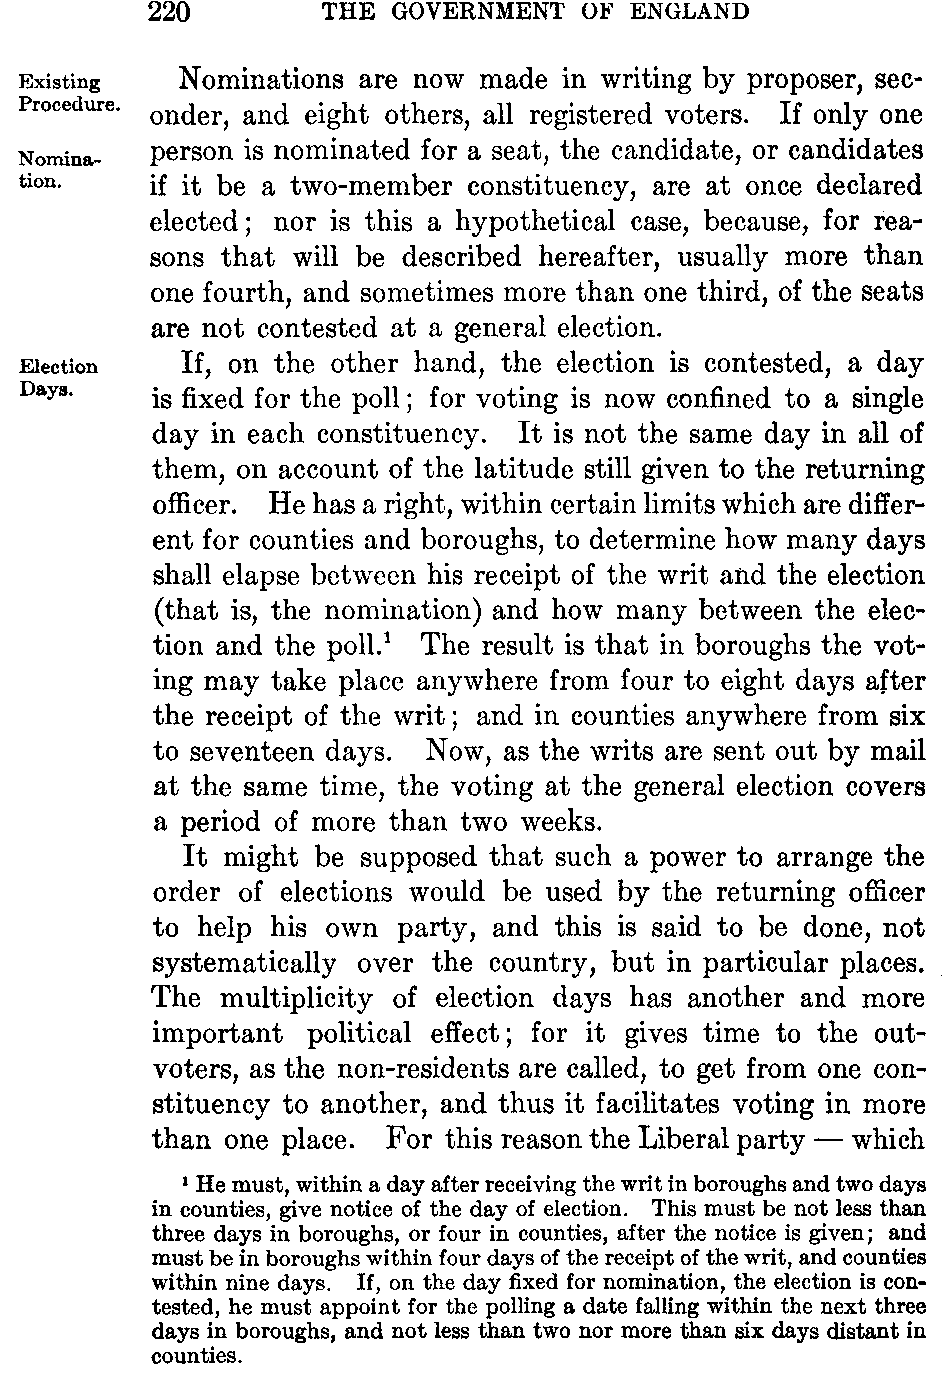 220 THE GOVERNMENT OF ENGLAND
Existing
Procedure.
Nomina-
tion.
Nominations are now made in writing by proposer, sec-
onder, and eight others, all registered voters. If only one
person is nominated for a seat, the candidate, or candidates
if it be a two-member constituency, are at once declared
elected; nor is this a hypothetical case, because, for rea-
sons that will be described hereafter, usually more than
one fourth, and sometimes more than one third, of the seats
are not contested at a general election.
Election
Days.
If, on the other hand, the election is contested, a day
is fixed for the poll; for voting is now confined to a single
day in each constituency. It is not the same day in all of
them, on account of the latitude still given to the returning
officer. He has a right, within certain limits which are differ-
ent for counties and boroughs, to determine how many days
shall elapse between his receipt of the writ and the election
(that is, the nomination) and how many between the elec-
tion and the poll.¹ The result is that in boroughs the vot-
ing may take place anywhere from four to eight days after
the receipt of the writ; and in counties anywhere from six
to seventeen days. Now, as the writs are sent out by mail
at the same time, the voting at the general election covers
a period of more than two weeks.
It might be supposed that such a power to arrange the
order of elections would be used by the returning officer
to help his own party, and this is said to be done, not
systematically over the country, but in particular places.
The multiplicity of election days has another and more
important political effect; for it gives time to the out-
voters, as the non-residents are called, to get from one con-
stituency to another, and thus it facilitates voting in more
than one place. For this reason the Liberal party — which
¹ He must, within a day after receiving the writ in boroughs and two days
in counties, give notice of the day of election. This must be not less than
three days in boroughs, or four in counties, after the notice is given; and
must be in boroughs within four days of the receipt of the writ, and counties
within nine days. If, on the day fixed for nomination, the election is con-
tested, he must appoint for the polling a date falling within the next three
days in boroughs, and not less than two nor more than six days distant in
counties.